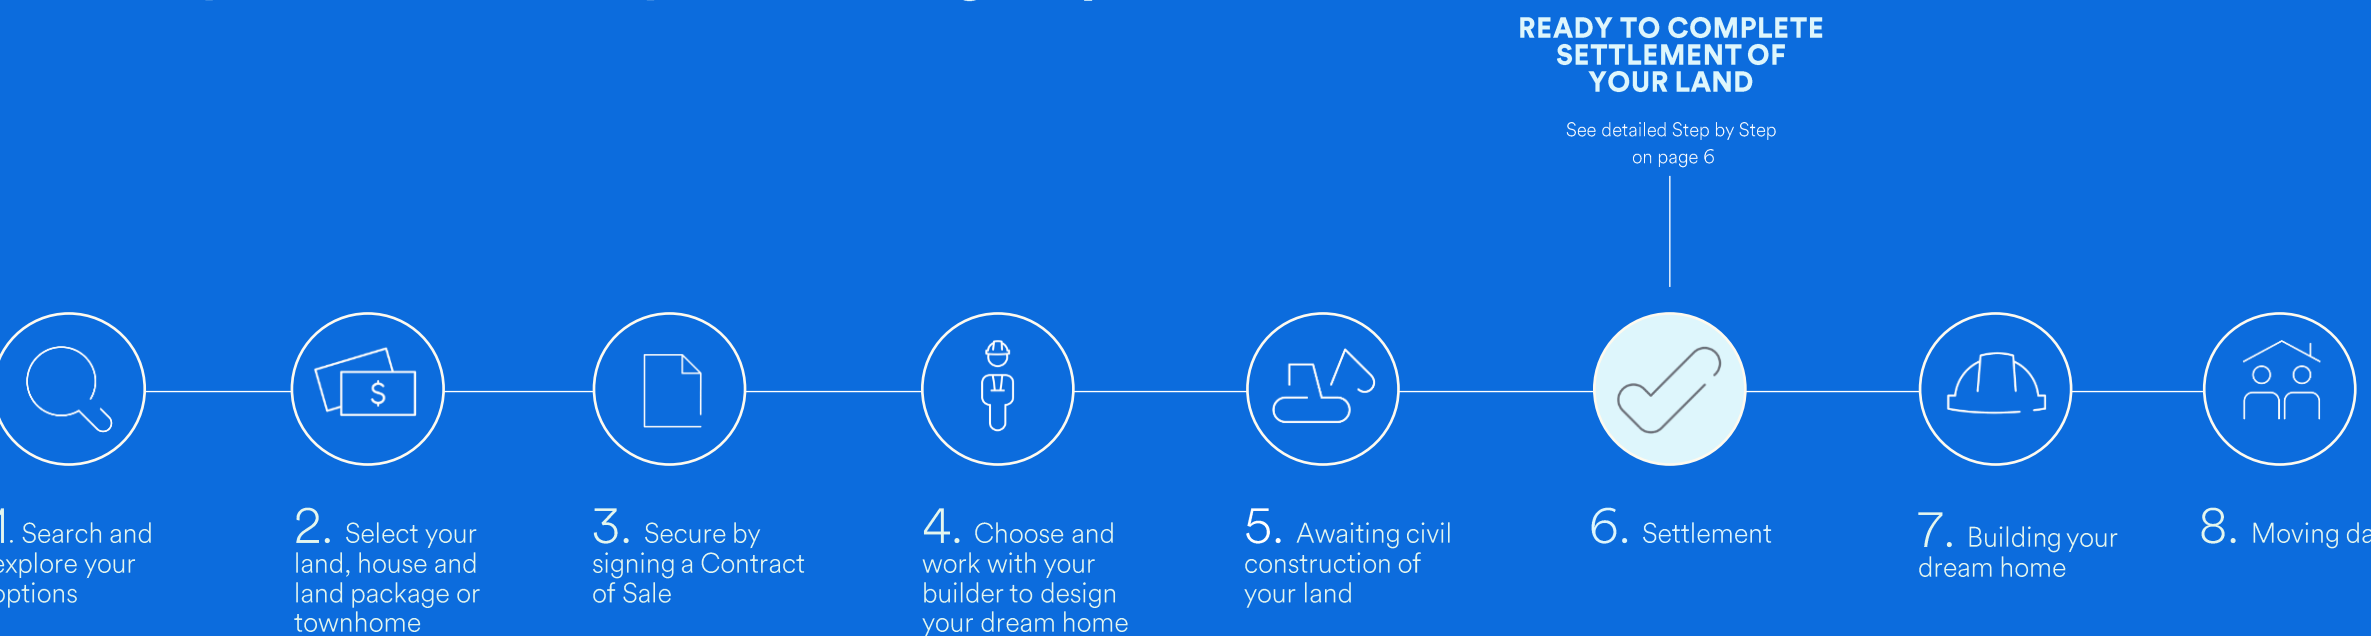 READY TO COMPLETE
SETTLEMENT OF
YOUR LAND
See detailed Step by Step
on page 6
$
1. Search and
explore your
options
2. Select your
land, house and
land package or
townhome
3. Secure by
signing a Contract
of Sale
4. Choose and
work with your
builder to design
your dream home
5. Awaiting civil
construction of
your land
6. Settlement
7. Building your
dream home
8. Moving da